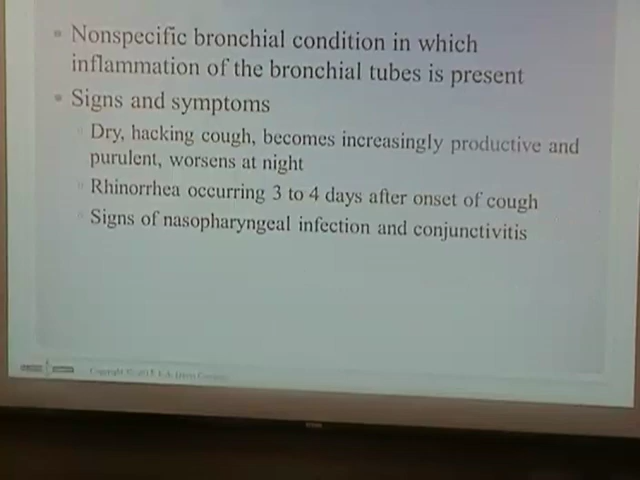 Nonspecific bronchial condition in which
inflammation of the bronchial tubes is present
Signs and symptoms
Dry, hacking cough, becomes increasingly productive and
purulent, worsens at night
Rhinorrhea occurring 3 to 4 days after onset of cough
Signs of nasopharyngeal infection and conjunctivitis
Copyright ©